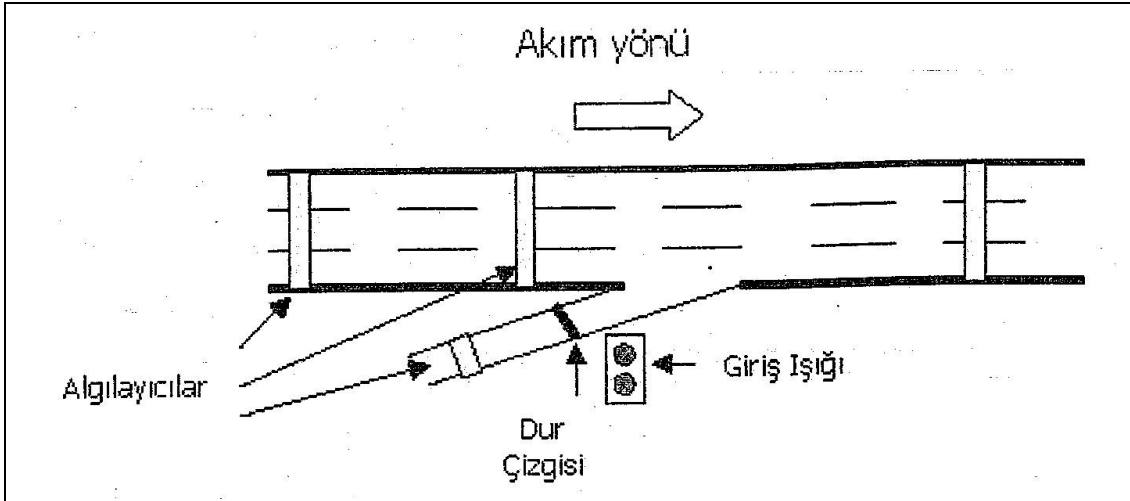 Akım yönü
Algılayıcılar
Giriş Işığı
Dur
Çizgisi